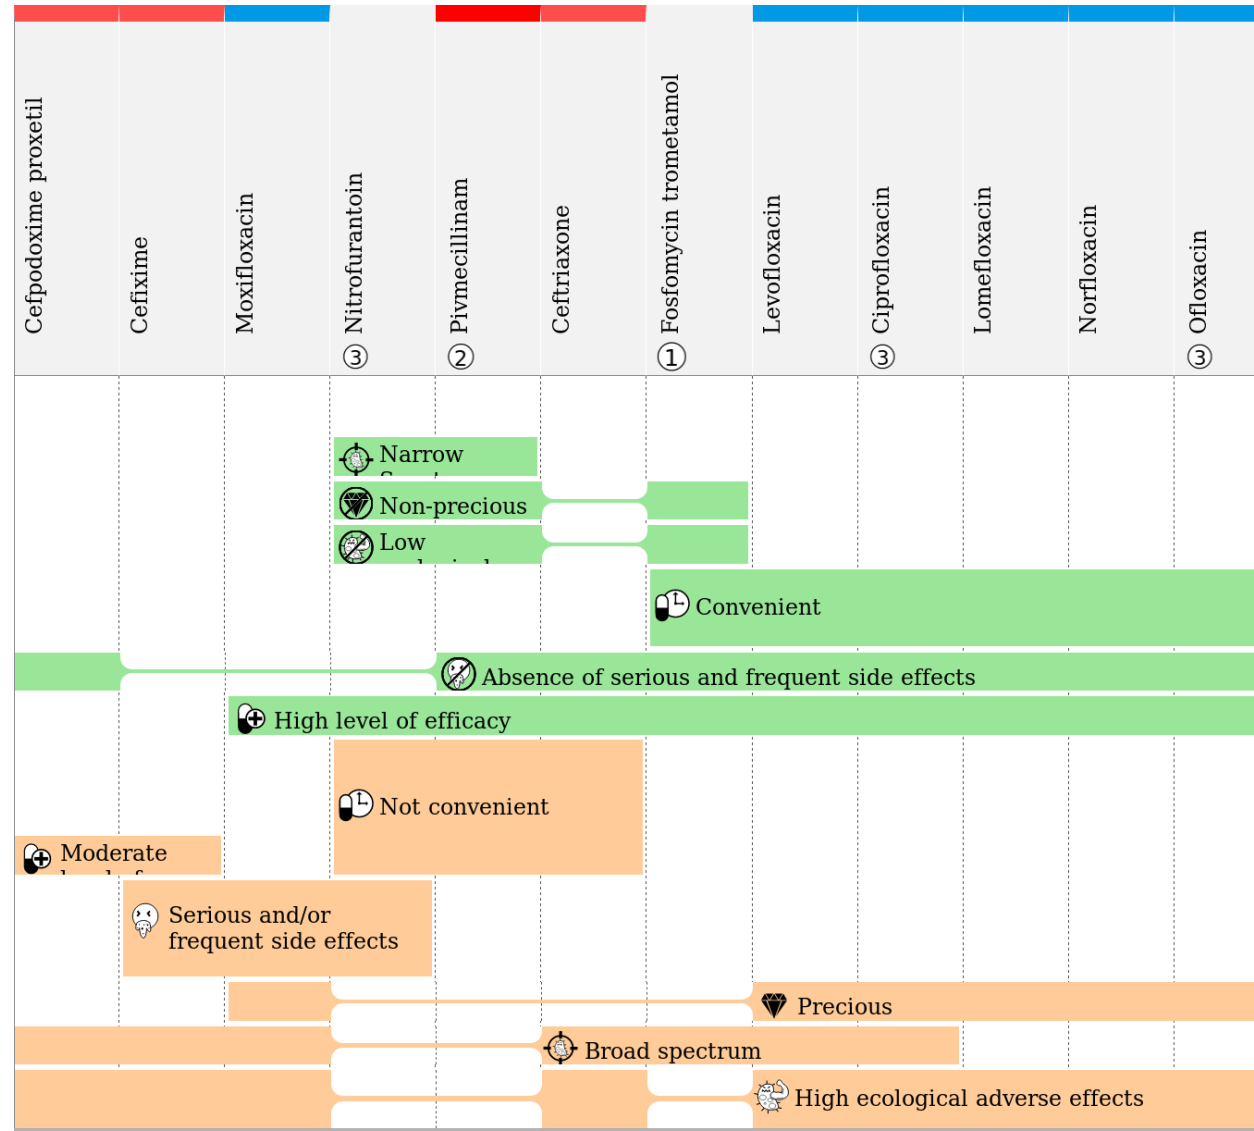 Cefpodoxime proxetil
Cefixime
Moxifloxacin
③ Nitrofurantoin
② Pivmecillinam
Ceftriaxone
① Fosfomycin trometamol
Levofloxacin
③ Ciprofloxacin
Lomefloxacin
Norfloxacin
③ Ofloxacin
Narrow
Non-precious
Low
Convenient
Absence of serious and frequent side effects
High level of efficacy
Not convenient
Moderate
Serious and/or
frequent side effects
Precious
Broad spectrum
High ecological adverse effects